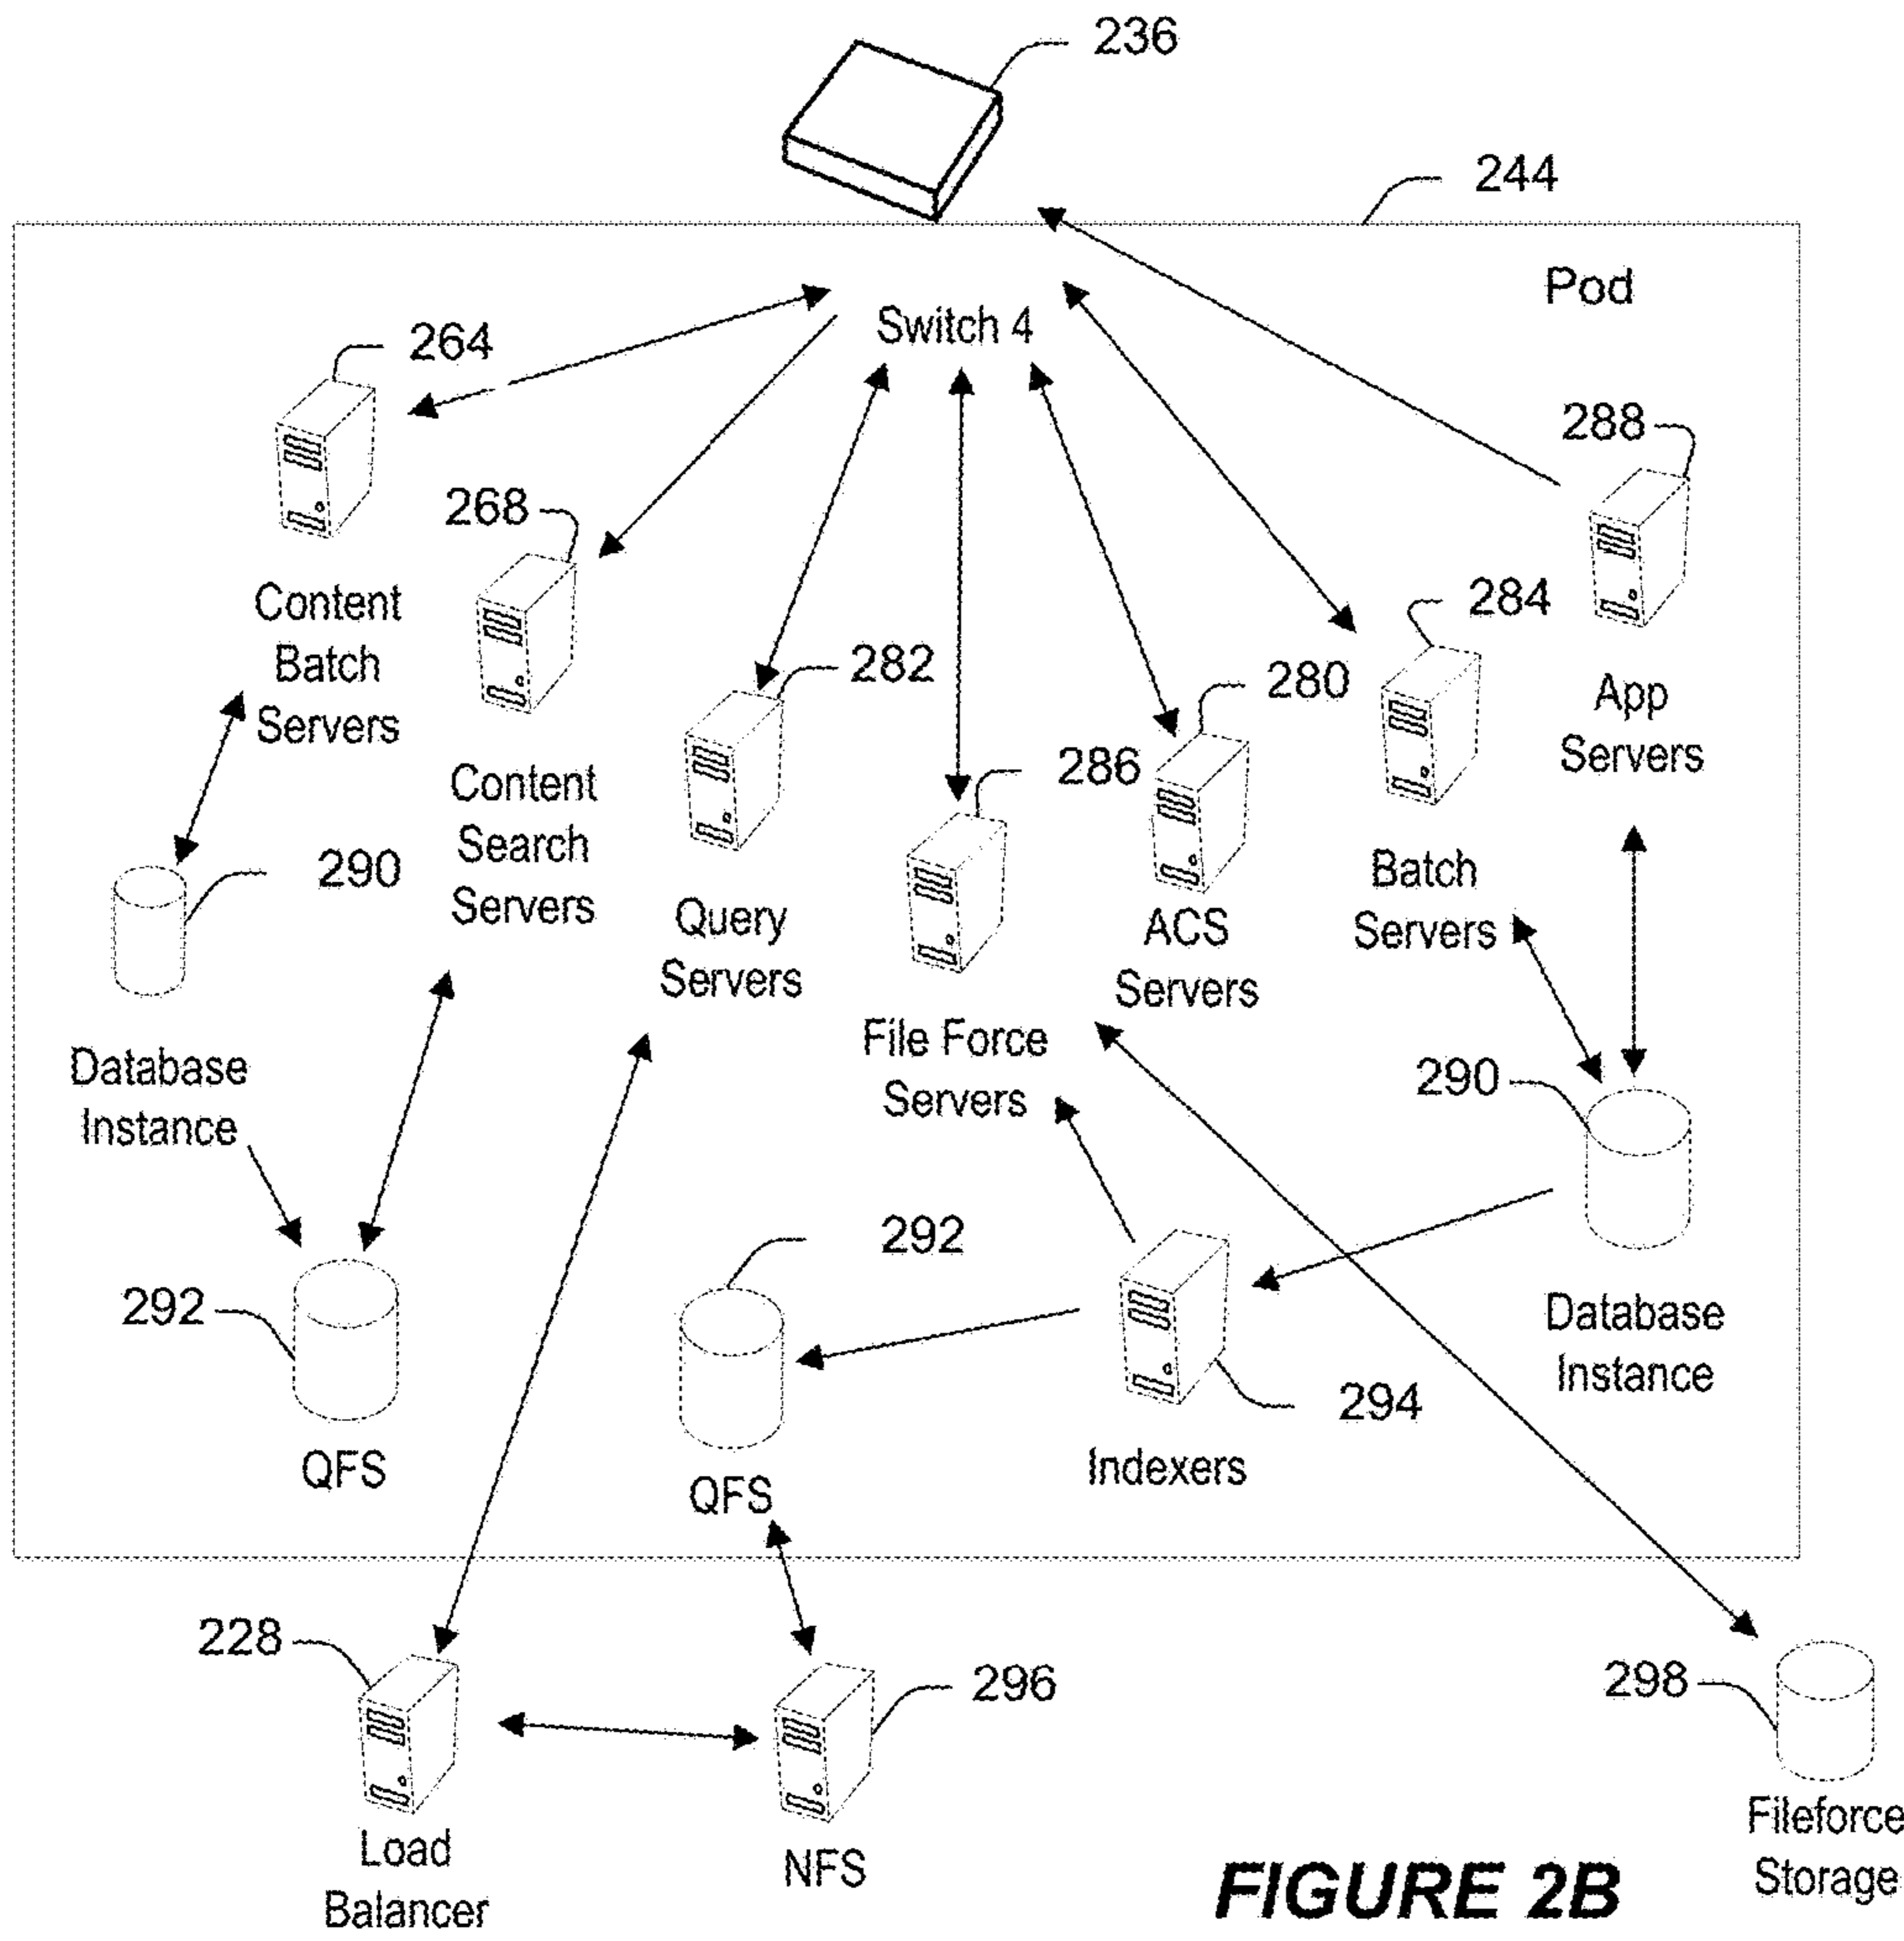 236
244
Pod
Switch 4
264
288
268
284
Content
Batch
Servers
282
280
App
Servers
286
Content
Search
Servers
290
Batch
Servers
Query
Servers
ACS
Servers
File Force
Servers
Database
Instance
290
292
292
Database
Instance
294
QFS
QFS
Indexers
228
296
298
Load
Balancer
NFS
Fileforce
Storage
FIGURE 2B